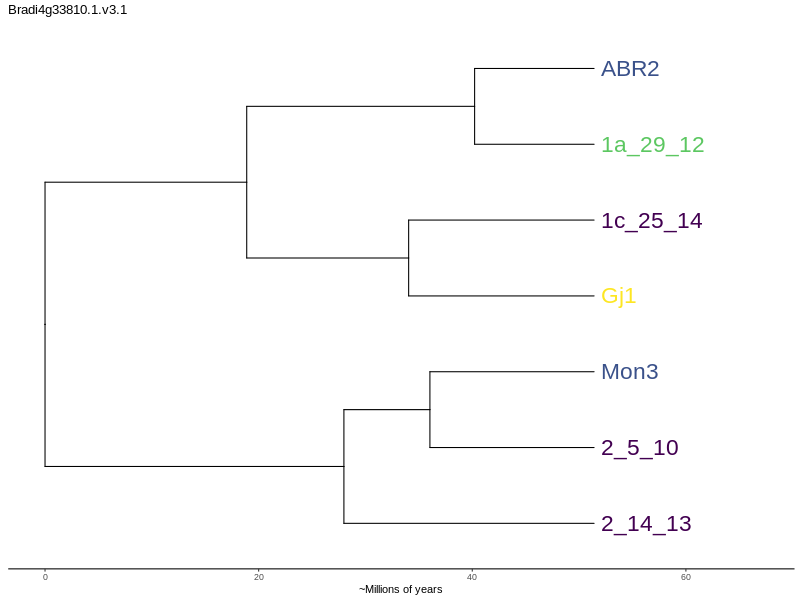 Bradi4g33810.1.v3.1
ABR2
1a_29_12
1c_25_14
Gj1
Mon3
2_5_10
2_14_13
0 20 40 60
~Millions of years